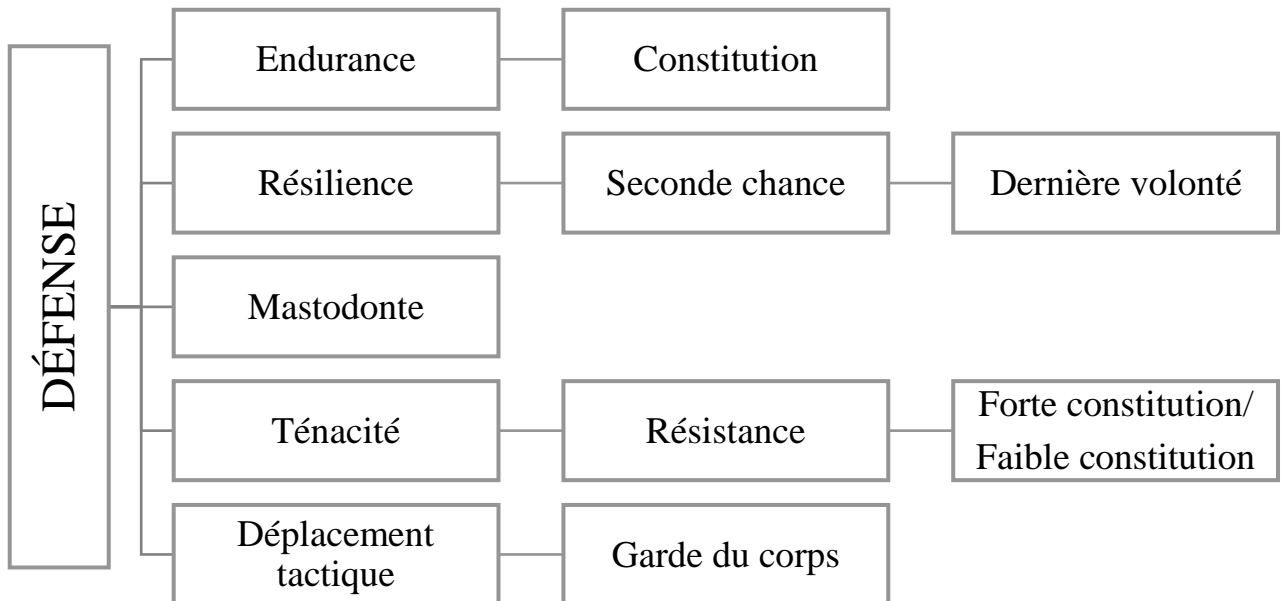 DÉFENSE
Endurance
Constitution
Résilience
Seconde chance
Dernière volonté
Mastodonte
Ténacité
Résistance
Forte constitution/
Faible constitution
Déplacement
tactique
Garde du corps